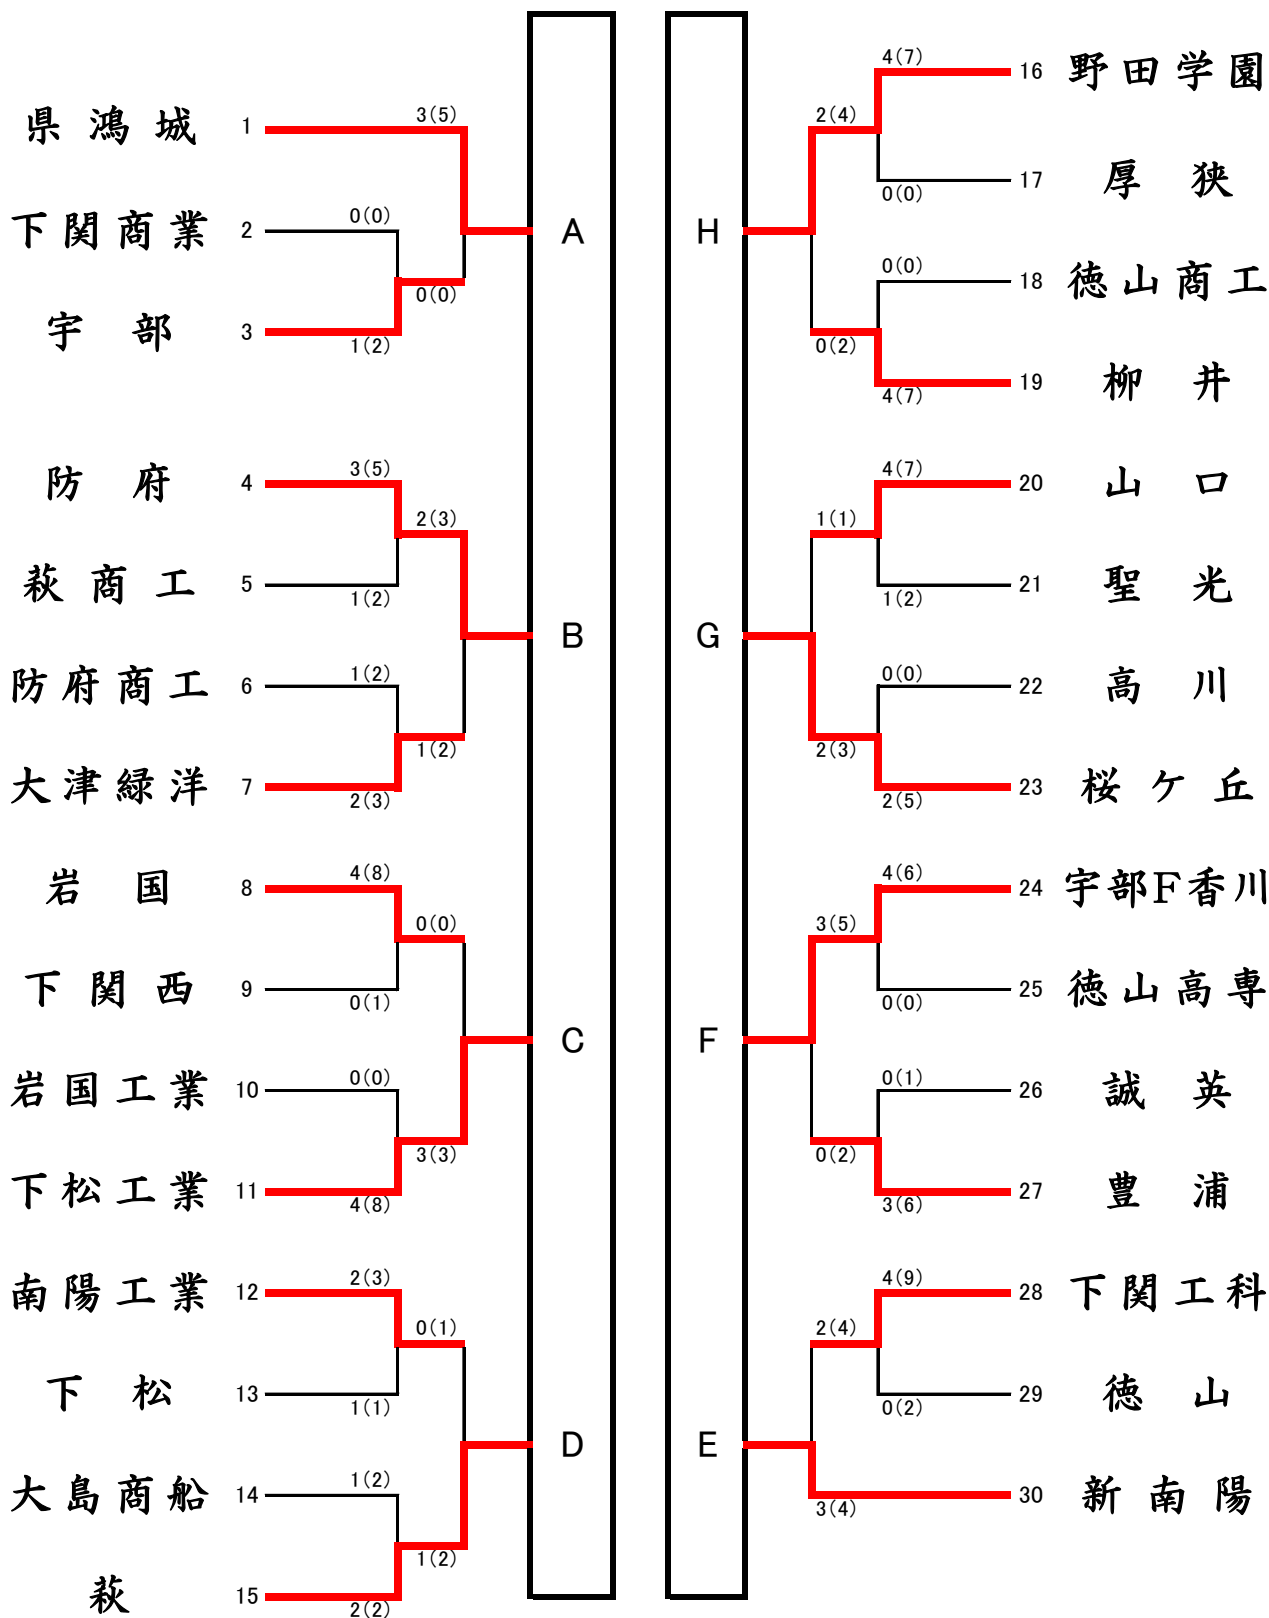 県鴻城 1 3(5)
下関商業 2 0(0)
0(0)
宇部 3 1(2)
A
防府 4 3(5)
2(3)
萩商工 5 1(2)
B
防府商工 6 1(2)
1(2)
大津緑洋 7 2(3)
岩国 8 4(8)
0(0)
下関西 9 0(1)
C
岩国工業 10 0(0)
3(3)
下松工業 11 4(8)
南陽工業 12 2(3)
0(1)
下松 13 1(1)
D
大島商船 14 1(2)
1(2)
萩 15 2(2)
4(7) 16 野田学園
2(4)
0(0) 17 厚狭
H
0(0) 18 徳山商工
0(2)
4(7) 19 柳井
4(7) 20 山口
1(1)
1(2) 21 聖光
G
0(0) 22 高川
2(3)
2(5) 23 桜ケ丘
4(6) 24 宇部F香川
3(5)
0(0) 25 徳山高専
F
0(1) 26 誠英
0(2)
3(6) 27 豊浦
4(9) 28 下関工科
2(4)
0(2) 29 徳山
E
3(4) 30 新南陽